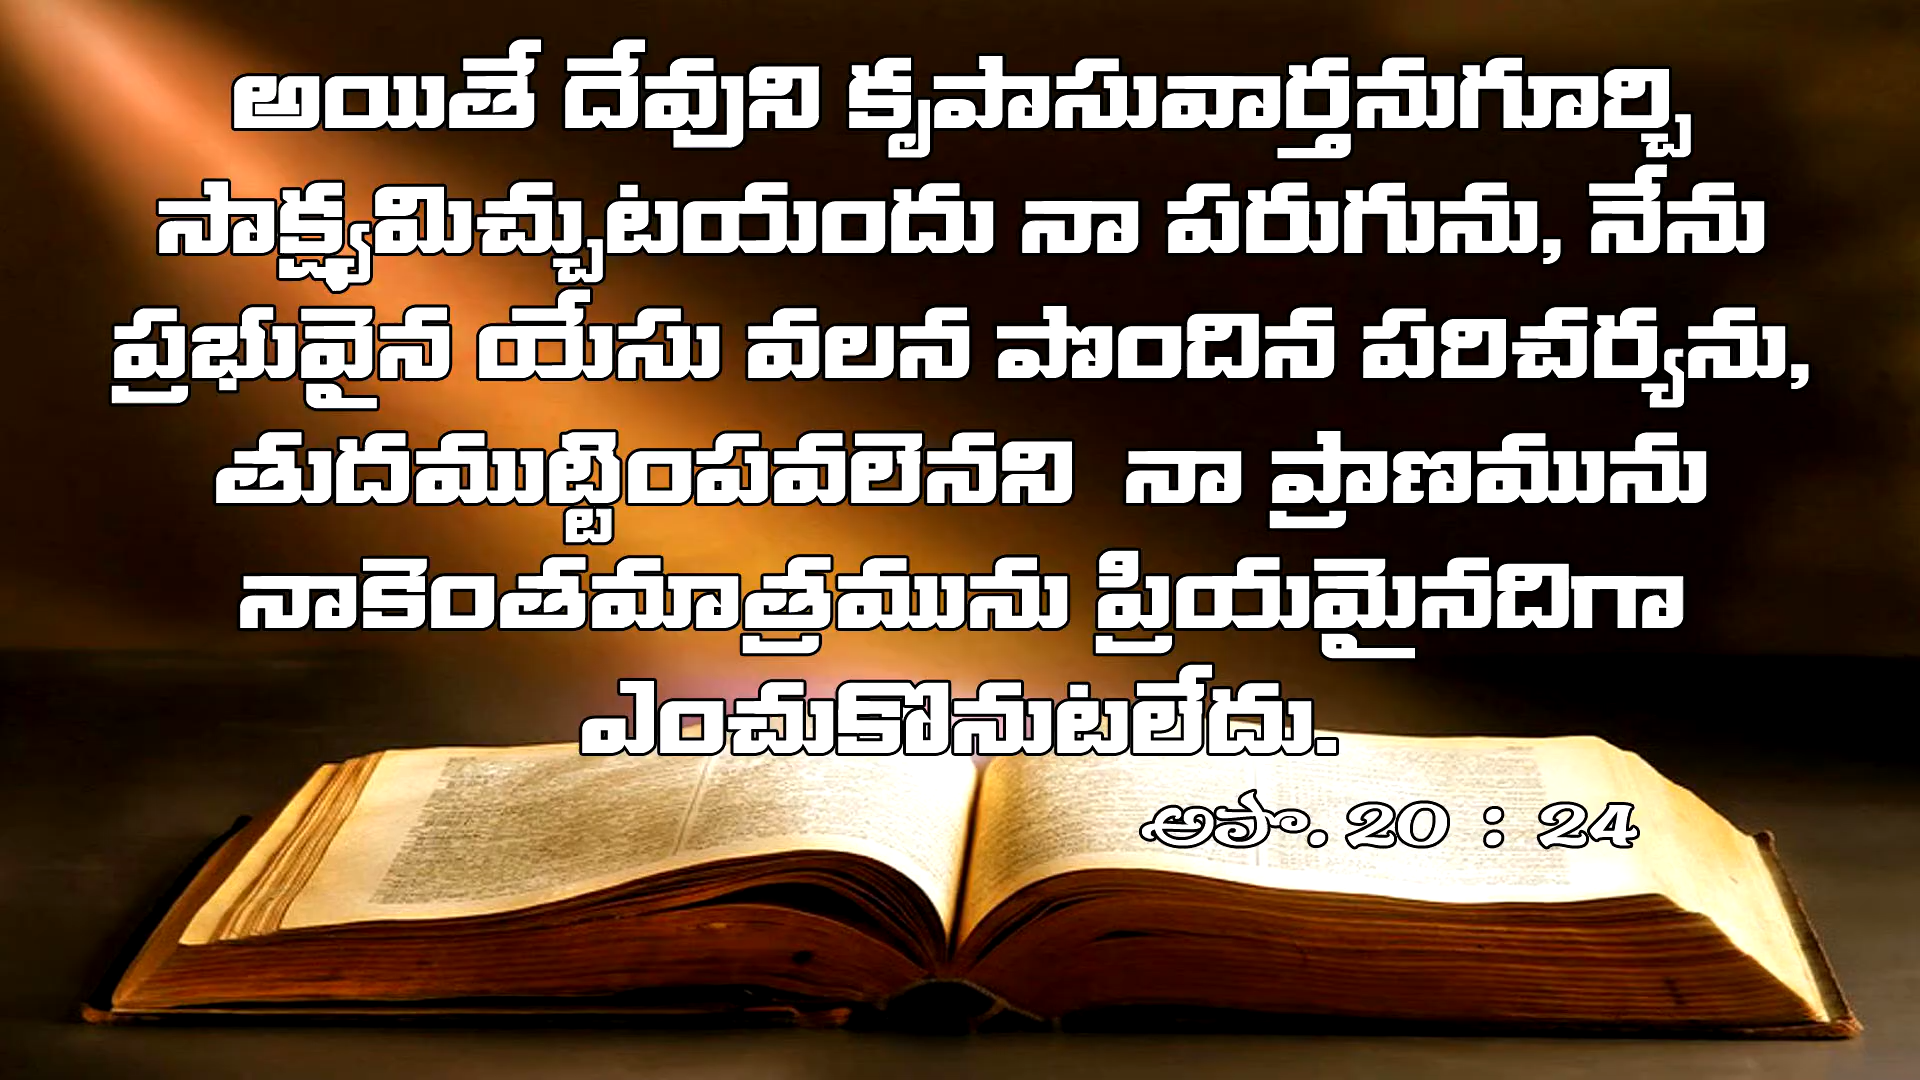 అయితే దేవుని కృపాసువార్తనుగూర్చి
సాక్ష్యమిచ్చుటయందు నా పరుగును, నేను
ప్రభువైన యేసు వలన పొందిన పరిచర్యను,
తుదముట్టింపవలెనని నా ప్రాణమును
నాకెంతమాత్రమును ప్రియమైనదిగా
ఎంచుకొనుటలేదు.
అపొ. 20 : 24